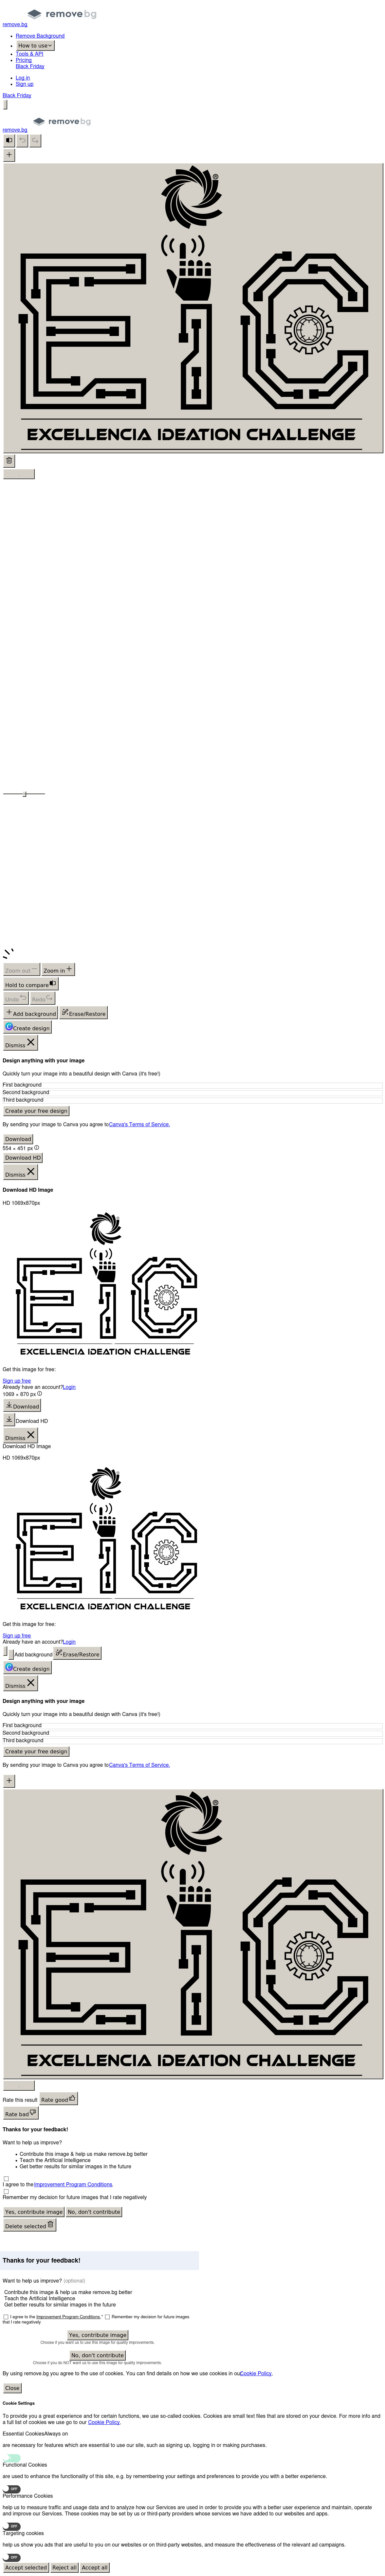 remove bg
remove.bg
Remove Background
How to use
Tools & API
Pricing
Black Friday
Log in
Sign up
Black Friday
remove bg
remove.bg
EiC
EXCELLENCIA IDEATION CHALLENGE
Zoom out
Zoom in
Hold to compare
Undo Redo
Add background Erase/Restore
Create design
Dismiss
Design anything with your image
Quickly turn your image into a beautiful design with Canva (it's free!)
First background
Second background
Third background
Create your free design
By sending your image to Canva you agree to Canva's Terms of Service.
Download
554 × 451 px
Download HD
Dismiss
Download HD Image
HD 1069x870px
EiC
EXCELLENCIA IDEATION CHALLENGE
Get this image for free:
Sign up free
Already have an account? Login
1069 × 870 px
Download
Download HD
Dismiss
Download HD Image
HD 1069x870px
EiC
EXCELLENCIA IDEATION CHALLENGE
Get this image for free:
Sign up free
Already have an account? Login
Add background Erase/Restore
Create design
Dismiss
Design anything with your image
Quickly turn your image into a beautiful design with Canva (it's free!)
First background
Second background
Third background
Create your free design
By sending your image to Canva you agree to Canva's Terms of Service.
EiC
EXCELLENCIA IDEATION CHALLENGE
Rate this result Rate good
Rate bad
Thanks for your feedback!
Want to help us improve?
Contribute this image & help us make remove.bg better
Teach the Artificial Intelligence
Get better results for similar images in the future
I agree to the Improvement Program Conditions.
Remember my decision for future images that I rate negatively
Yes, contribute image No, don't contribute
Delete selected
Thanks for your feedback!
Want to help us improve? (optional)
Contribute this image & help us make remove.bg better
Teach the Artificial Intelligence
Get better results for similar images in the future
I agree to the Improvement Program Conditions. * Remember my decision for future images
that I rate negatively
Yes, contribute image
Choose if you want us to use this image for quality improvements.
No, don't contribute
Choose if you do NOT want us to use this image for quality improvements.
By using remove.bg you agree to the use of cookies. You can find details on how we use cookies in our Cookie Policy.
Close
Cookie Settings
To provide you a great experience and for certain functions, we use so-called cookies. Cookies are small text files that are stored on your device. For more info and
a full list of cookies we use go to our Cookie Policy.
Essential Cookies Always on
are necessary for features which are essential to use our site, such as signing up, logging in or making purchases.
Functional Cookies
are used to enhance the functionality of this site, e.g. by remembering your settings and preferences to provide you with a better experience.
OFF
Performance Cookies
help us to measure traffic and usage data and to analyze how our Services are used in order to provide you with a better user experience and maintain, operate
and improve our Services. These cookies may be set by us or third-party providers whose services we have added to our websites and apps.
OFF
Targeting cookies
help us show you ads that are useful to you on our websites or on third-party websites, and measure the effectiveness of the relevant ad campaigns.
OFF
Accept selected Reject all Accept all